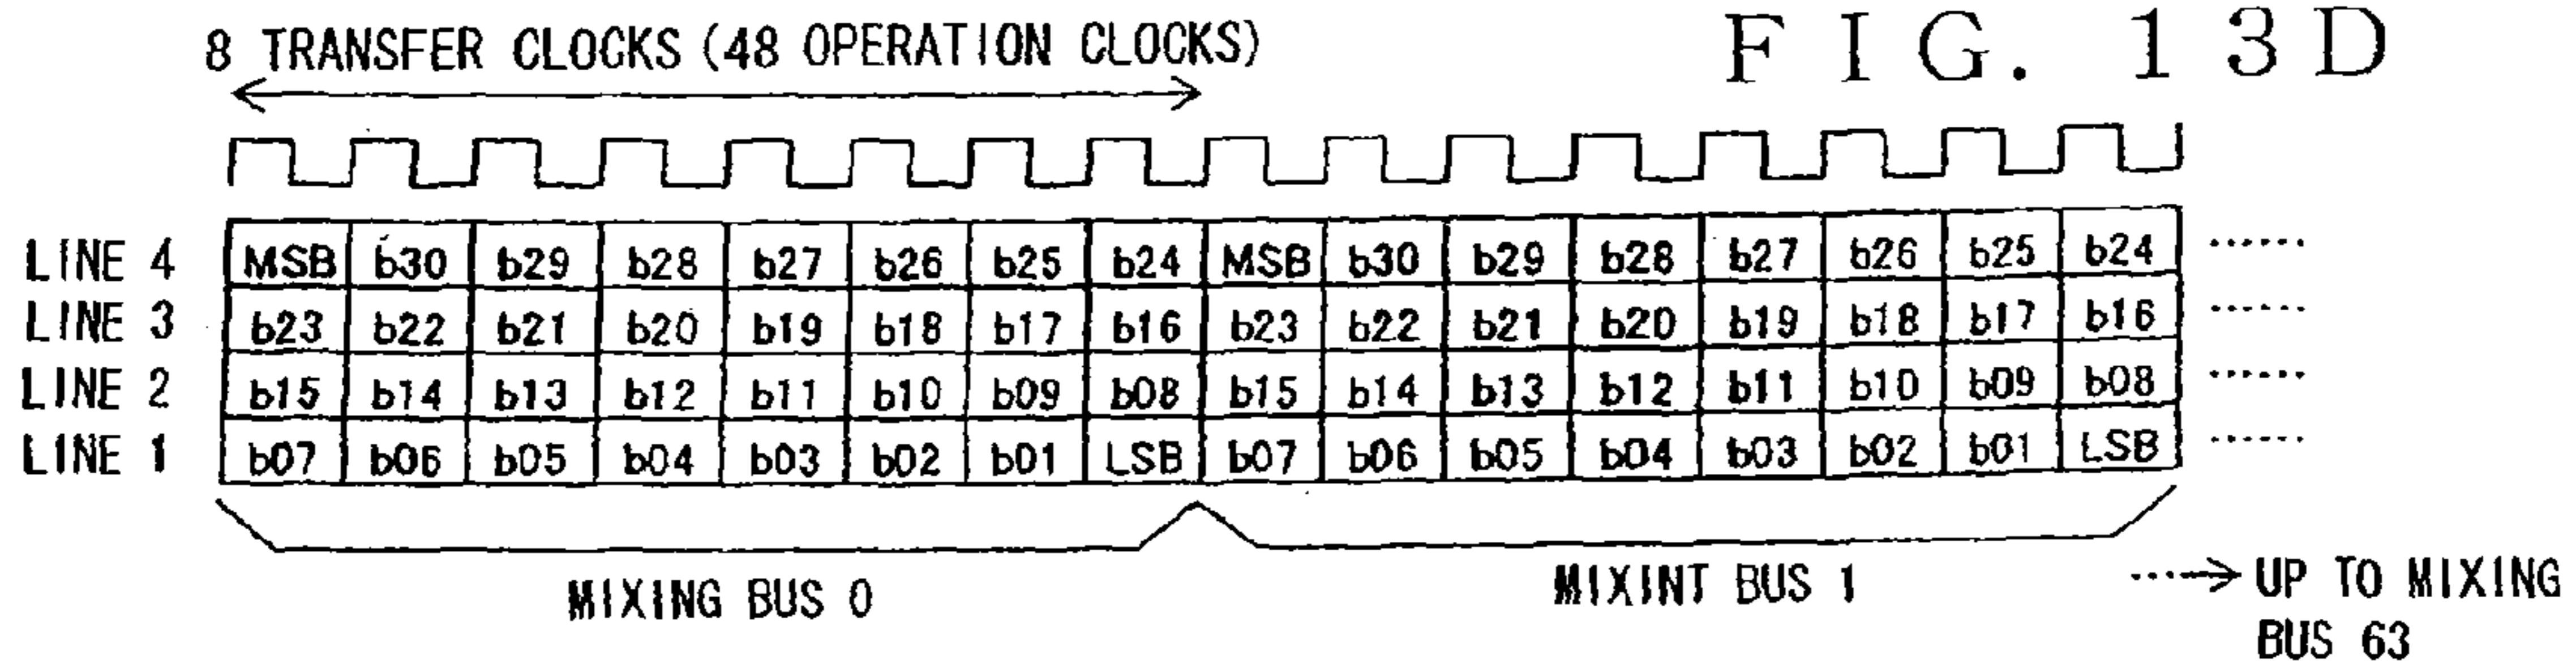 8 TRANSFER CLOCKS (48 OPERATION CLOCKS)
FIG. 13D
LINE 4 MSB b30 b29 b28 b27 b26 b25 b24 MSB b30 b29 b28 b27 b26 b25 b24 ......
LINE 3 b23 b22 b21 b20 b19 b18 b17 b16 b23 b22 b21 b20 b19 b18 b17 b16 ......
LINE 2 b15 b14 b13 b12 b11 b10 b09 b08 b15 b14 b13 b12 b11 b10 b09 b08 ......
LINE 1 b07 b06 b05 b04 b03 b02 b01 LSB b07 b06 b05 b04 b03 b02 b01 LSB ......
MIXING BUS 0
MIXINT BUS 1
UP TO MIXING
BUS 63